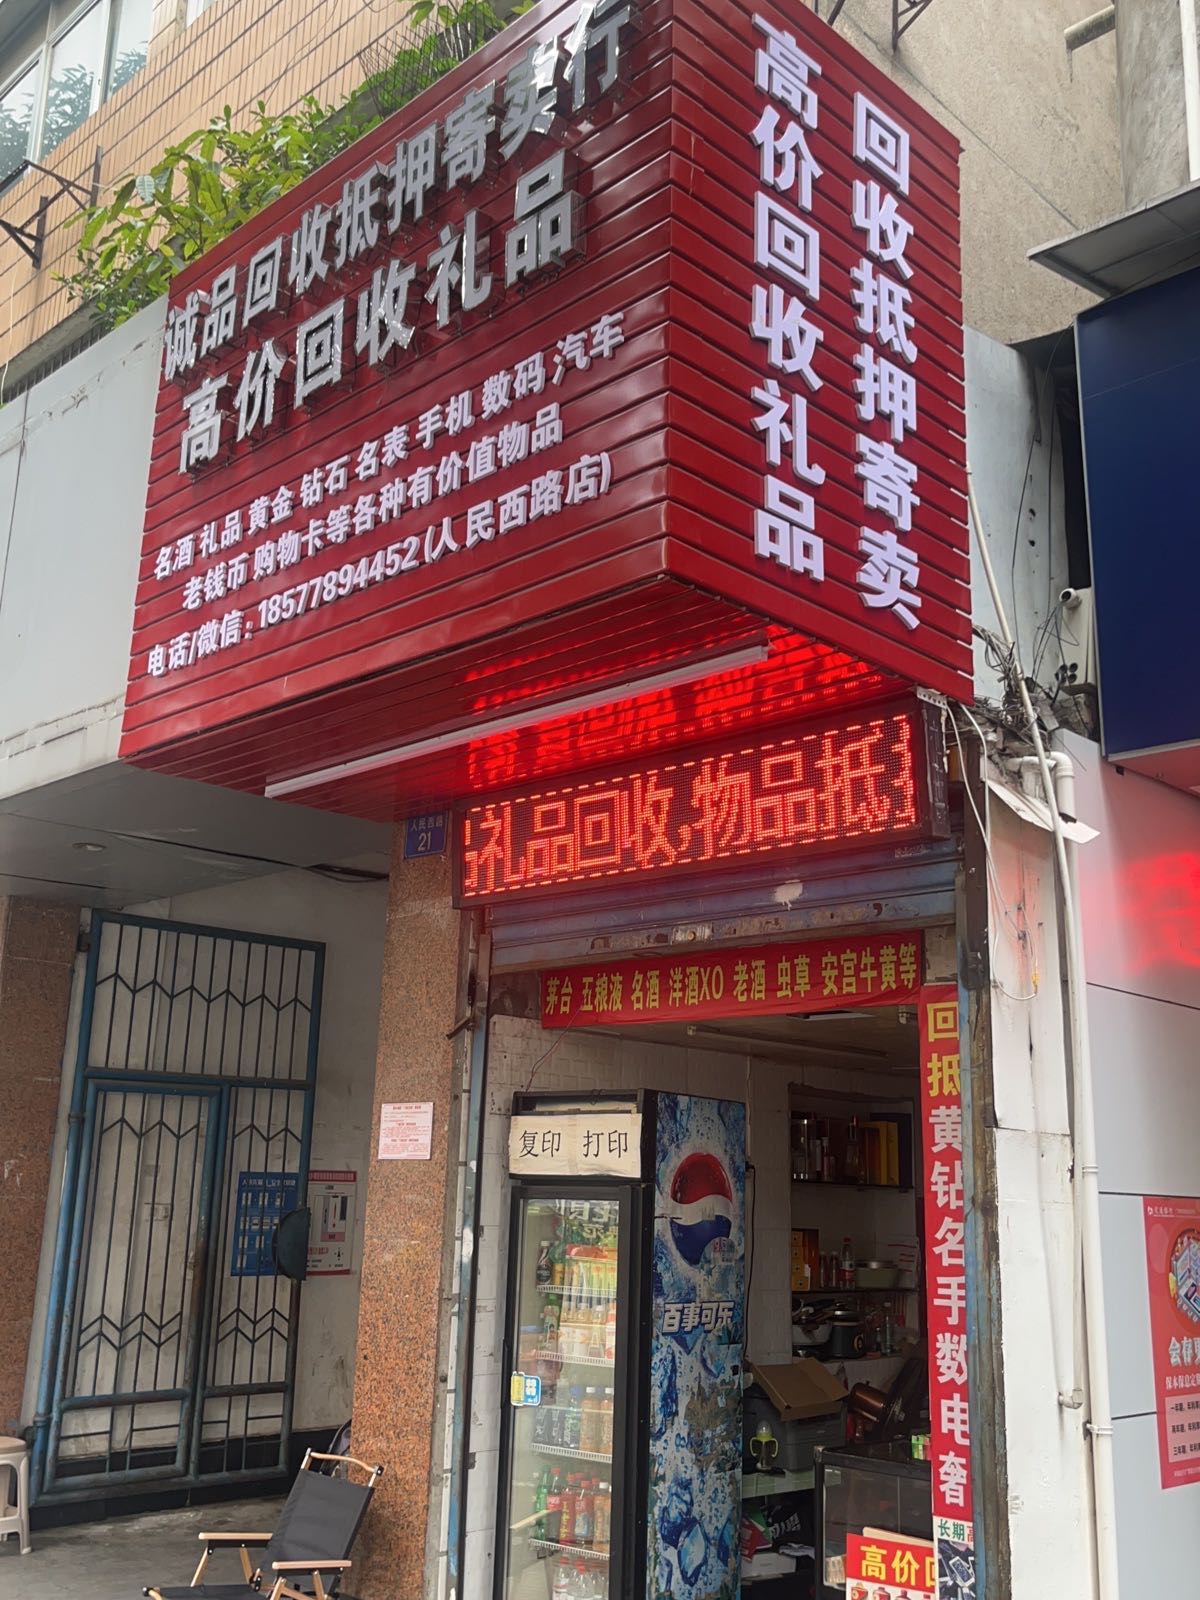 诚品回收抵押寄卖行
高价回收礼品
名酒 礼品 黄金 钻石 名表 手机 数码 汽车
老钱币 购物卡等各种有价值物品
电话/微信:18577894452(人民西路店)
回收抵押寄卖
高价回收礼品
礼品回收,物品抵
人民西路
21
茅台 五粮液 名酒 洋酒XO 老酒 虫草 安宫牛黄等
回
抵
黄
钻
名
手
数
电
奢
长期
复印 打印
百事可乐
高价